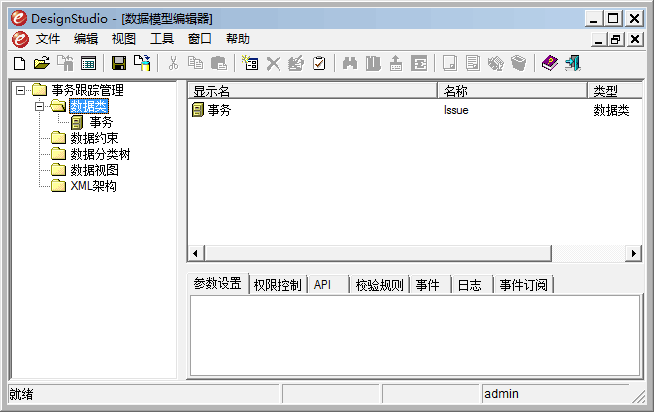 DesignStudio - [数据模型编辑器]
文件 编辑 视图 工具 窗口 帮助
事务跟踪管理
数据类
事务
数据约束
数据分类树
数据视图
XML架构
显示名 名称 类型
事务 Issue 数据类
参数设置 权限控制 API 校验规则 事件 日志 事件订阅
就绪 admin